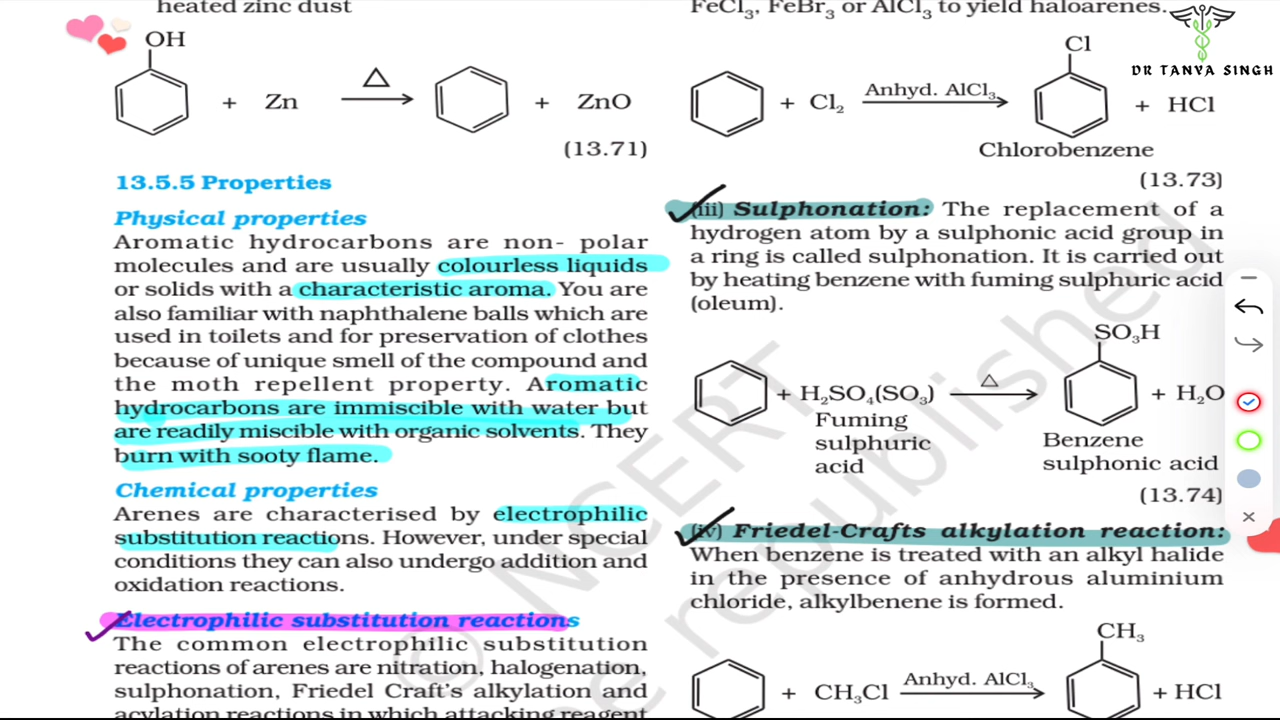 heated zinc dust
OH
+ Zn △ + ZnO
(13.71)
13.5.5 Properties
Physical properties
Aromatic hydrocarbons are non- polar
molecules and are usually colourless liquids
or solids with a characteristic aroma. You are
also familiar with naphthalene balls which are
used in toilets and for preservation of clothes
because of unique smell of the compound and
the moth repellent property. Aromatic
hydrocarbons are immiscible with water but
are readily miscible with organic solvents. They
burn with sooty flame.
Chemical properties
Arenes are characterised by electrophilic
substitution reactions. However, under special
conditions they can also undergo addition and
oxidation reactions.
Electrophilic substitution reactions
The common electrophilic substitution
reactions of arenes are nitration, halogenation,
sulphonation, Friedel Craft's alkylation and
acylation reactions in which attacking reagent
FeCl₃, FeBr₃ or AlCl₃ to yield haloarenes.
Cl
+ Cl₂ Anhyd. AlCl₃ + HCl
Chlorobenzene
(13.73)
(iii) Sulphonation: The replacement of a
hydrogen atom by a sulphonic acid group in
a ring is called sulphonation. It is carried out
by heating benzene with fuming sulphuric acid
(oleum).
SO₃H
+ H₂SO₄(SO₃) △ + H₂O
Fuming
sulphuric
acid
Benzene
sulphonic acid
(13.74)
(iv) Friedel-Crafts alkylation reaction:
When benzene is treated with an alkyl halide
in the presence of anhydrous aluminium
chloride, alkylbenene is formed.
CH₃
+ CH₃Cl Anhyd. AlCl₃ + HCl
DR TANYA SINGH
© NCERT
be republished